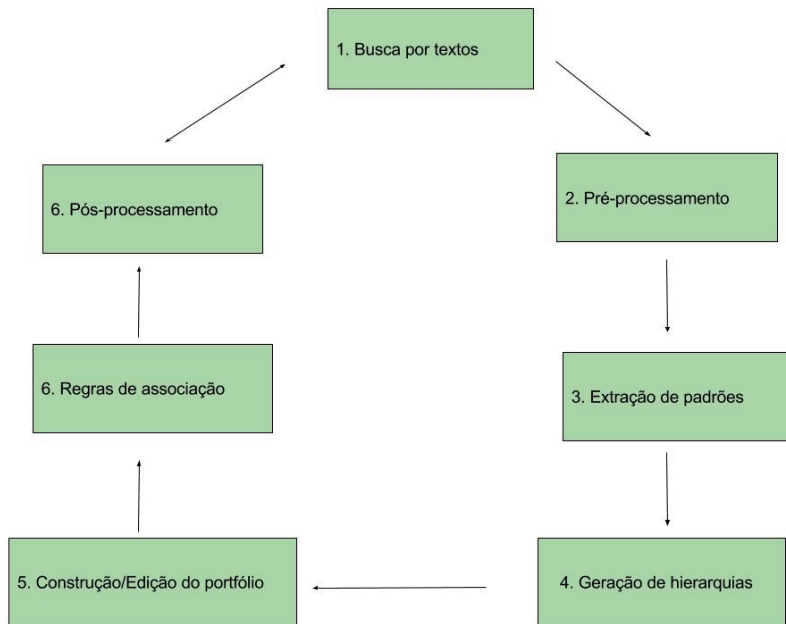 1. Busca por textos
2. Pré-processamento
3. Extração de padrões
4. Geração de hierarquias
5. Construção/Edição do portfólio
6. Regras de associação
6. Pós-processamento